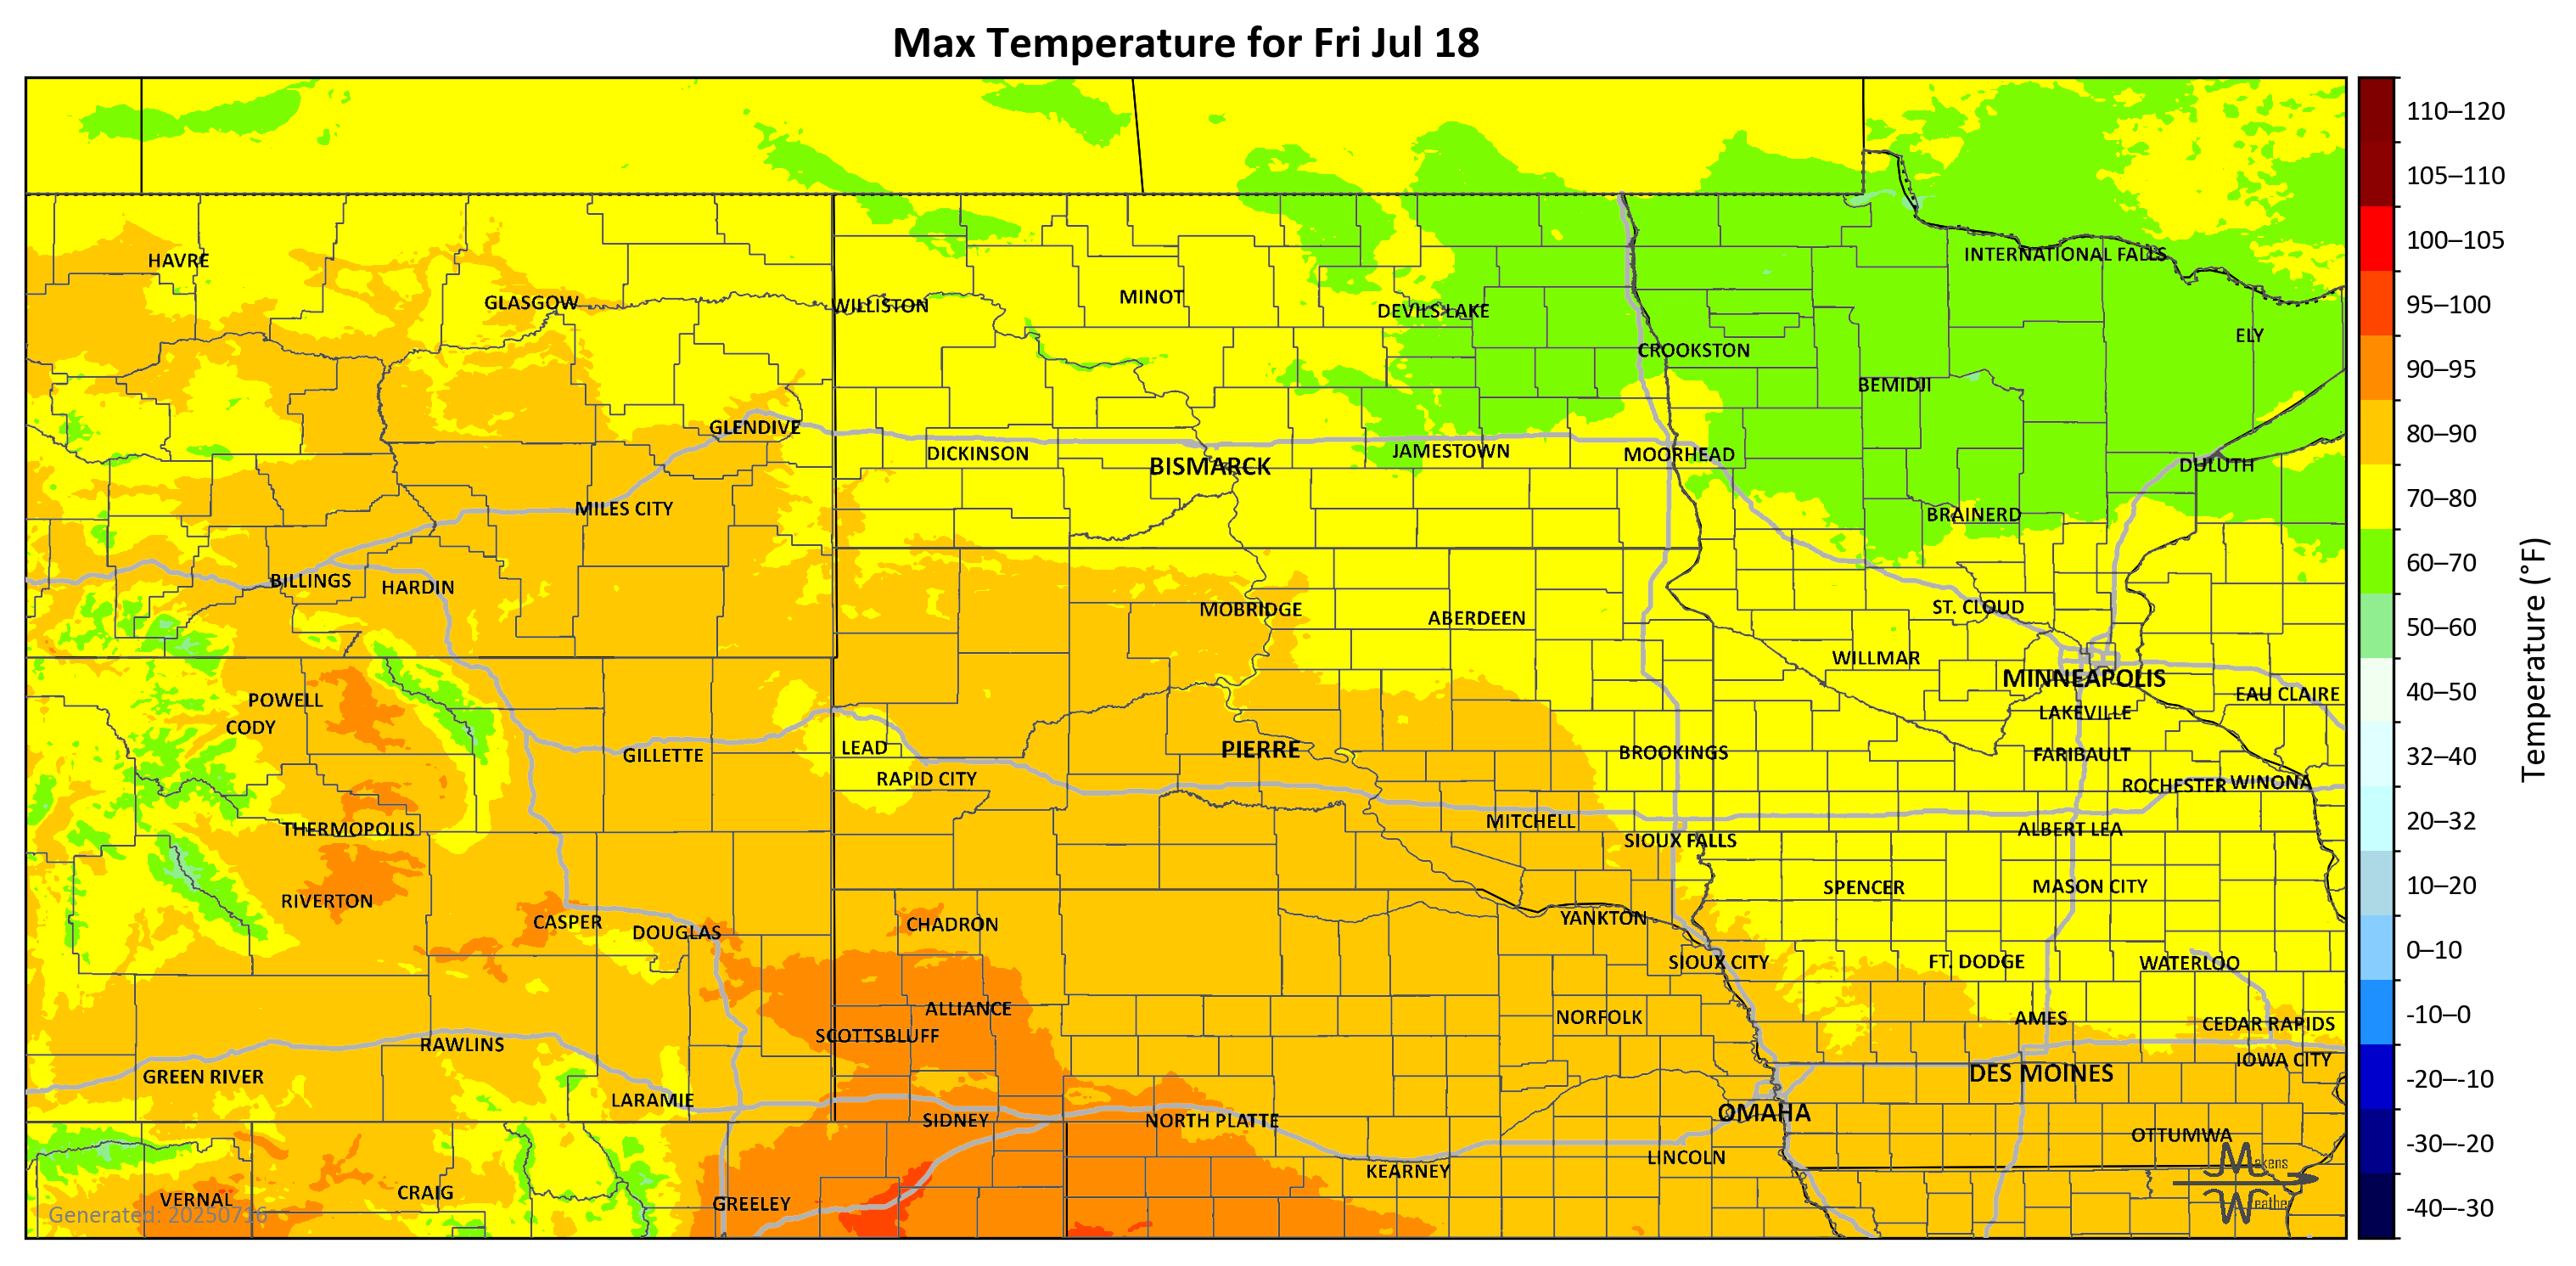 Max Temperature for Fri Jul 18
110–120
105–110
100–105
95–100
90–95
80–90
70–80
60–70
50–60
40–50
32–40
20–32
10–20
0–10
-10–0
-20–-10
-30–-20
-40–-30
Temperature (°F)
HAVRE
INTERNATIONAL FALLS
GLASGOW
WILLISTON
MINOT
DEVILS LAKE
ELY
CROOKSTON
BEMIDJI
GLENDIVE
DICKINSON
BISMARCK
JAMESTOWN
MOORHEAD
DULUTH
MILES CITY
BRAINERD
BILLINGS
HARDIN
MOBRIDGE
ABERDEEN
ST. CLOUD
WILLMAR
MINNEAPOLIS
EAU CLAIRE
POWELL
CODY
LAKEVILLE
GILLETTE
LEAD
PIERRE
BROOKINGS
FARIBAULT
RAPID CITY
ROCHESTER
WINONA
THERMOPOLIS
MITCHELL
SIOUX FALLS
ALBERT LEA
RIVERTON
SPENCER
MASON CITY
CASPER
DOUGLAS
CHADRON
YANKTON
SIOUX CITY
FT. DODGE
WATERLOO
ALLIANCE
SCOTTSBLUFF
NORFOLK
AMES
CEDAR RAPIDS
RAWLINS
IOWA CITY
GREEN RIVER
DES MOINES
LARAMIE
SIDNEY
NORTH PLATTE
OMAHA
OTTUMWA
KEARNEY
LINCOLN
VERNAL
CRAIG
GREELEY
Generated: 20250716
Makens
Weather